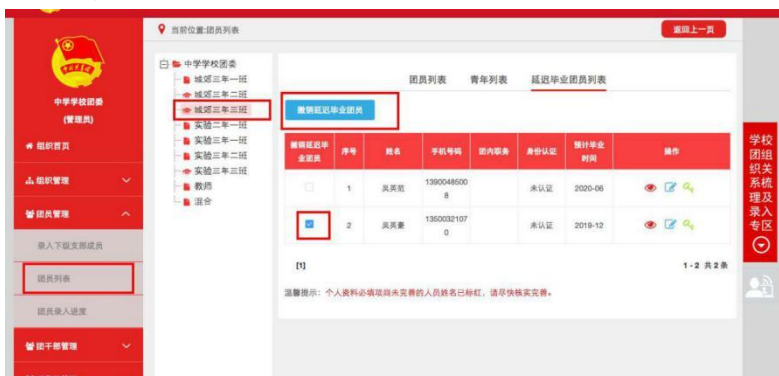 当前位置:团员列表
返回上一页
中学学校团委
(管理员)
组织首页
组织管理
团员管理
录入下级支部成员
团员列表
团员录入进度
团干部管理
中学学校团委
城郊三年一班
城郊三年二班
城郊三年三班
实验二年一班
实验三年一班
实验三年二班
实验三年三班
教师
混合
团员列表 青年列表 延迟毕业团员列表
撤销延迟毕业团员
撤销延迟毕业团员 序号 姓名 手机号码 团内职务 身份认证 预计毕业时间 操作
1 吴英范 13900485008 未认证 2020-06
2 吴英豪 13500321070 未认证 2019-12
[1] 1-2 共2条
温馨提示：个人资料必填项尚未完善的人员姓名已标红，请尽快核实完善。
学校
团组
织关
系统
理及
录入
专区